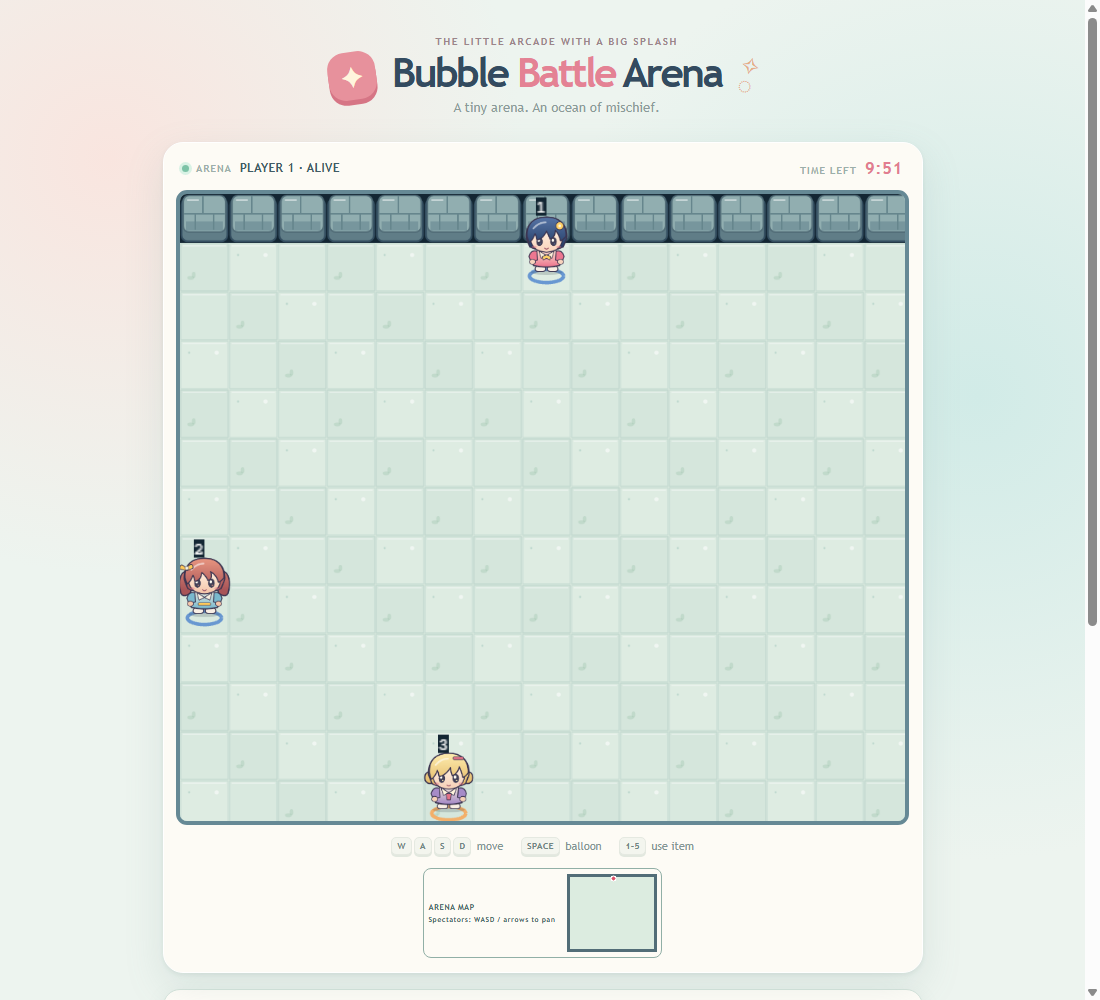 THE LITTLE ARCADE WITH A BIG SPLASH
Bubble Battle Arena
A tiny arena. An ocean of mischief.
ARENA PLAYER 1 · ALIVE
TIME LEFT 9:51
1
2
3
W A S D move SPACE balloon 1-5 use item
ARENA MAP
Spectators: WASD / arrows to pan